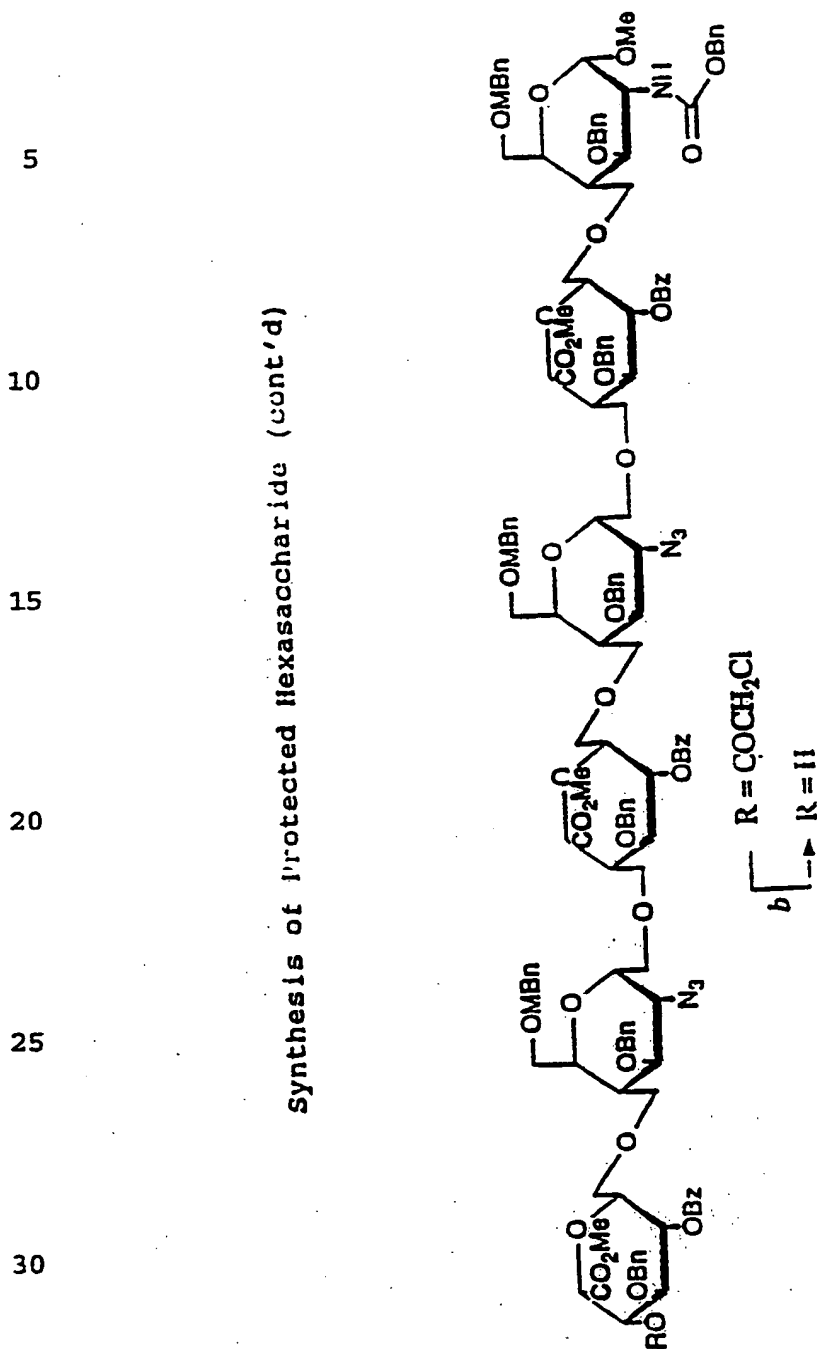 5
10
15
20
25
30
Synthesis of Protected Hexasaccharide (cont'd)
RO
CO₂Me
OBn
O
OBz
O
OMBn
O
OBn
N₃
O
CO₂Me
OBn
O
OBz
O
OMBn
O
OBn
N₃
O
CO₂Me
OBn
O
OBz
O
OMBn
O
OBn
OMe
NH
O
OBn
b
R = COCH₂Cl
R = H